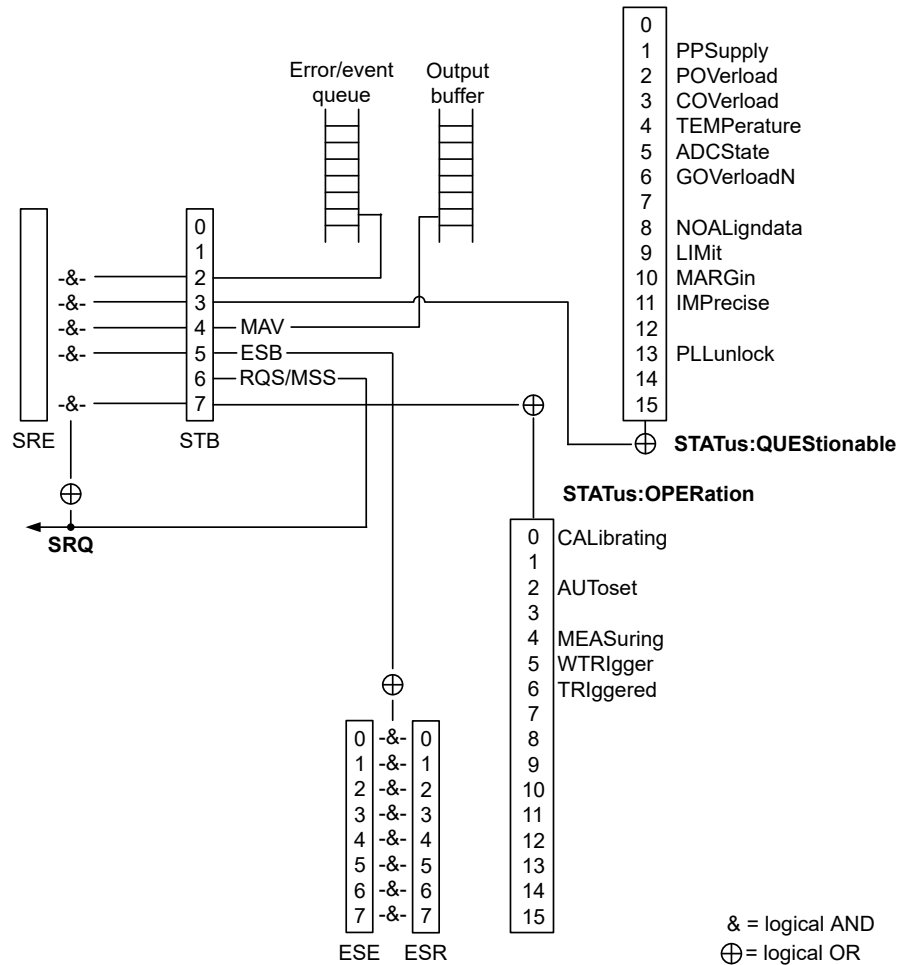 Error/event
queue
Output
buffer
0
1 PPSupply
2 POVerload
3 COVerload
4 TEMPerature
5 ADCState
6 GOVerloadN
7
8 NOALigndata
9 LIMit
10 MARGin
11 IMPrecise
12
13 PLLunlock
14
15
STATus:QUEStionable
0
1
-&- 2
-&- 3
-&- 4 MAV
-&- 5 ESB
6 RQS/MSS
-&- 7
SRE STB
SRQ
STATus:OPERation
0 CALibrating
1
2 AUToset
3
4 MEASuring
5 WTRIgger
6 TRIggered
7
8
9
10
11
12
13
14
15
0 -&- 0
1 -&- 1
2 -&- 2
3 -&- 3
4 -&- 4
5 -&- 5
6 -&- 6
7 -&- 7
ESE ESR
& = logical AND
⊕ = logical OR